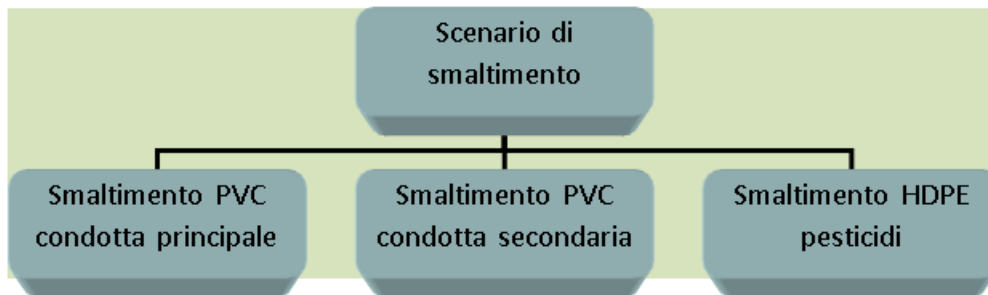 Scenario di
smaltimento
Smaltimento PVC
condotta principale
Smaltimento PVC
condotta secondaria
Smaltimento HDPE
pesticidi